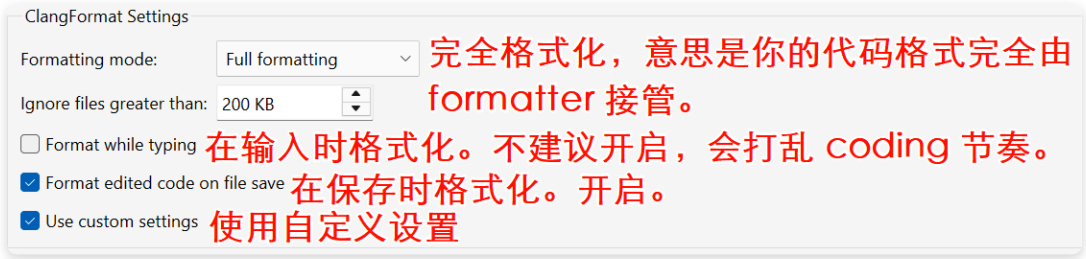 ClangFormat Settings
Formatting mode: Full formatting 完全格式化，意思是你的代码格式完全由
Ignore files greater than: 200 KB formatter 接管。
Format while typing 在输入时格式化。不建议开启，会打乱 coding 节奏。
Format edited code on file save 在保存时格式化。开启。
Use custom settings 使用自定义设置